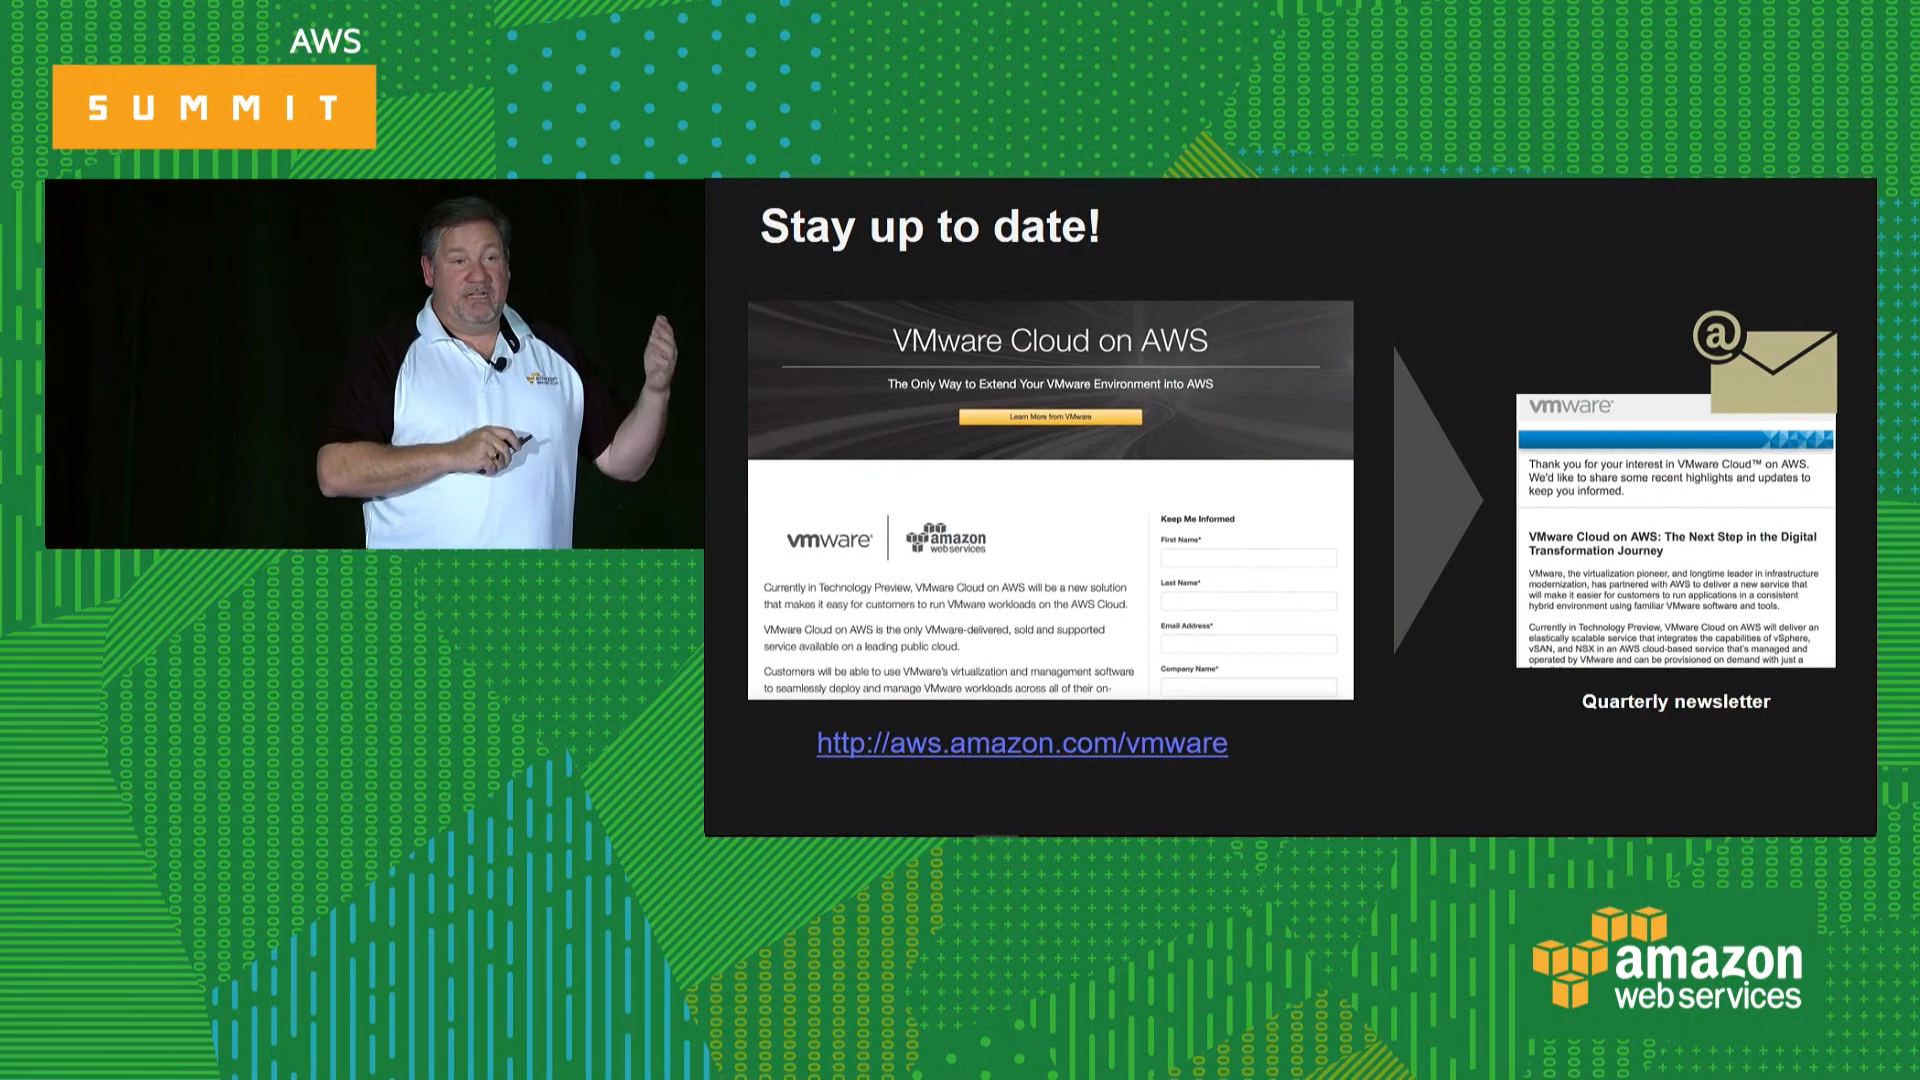 AWS
SUMMIT
Stay up to date!
VMware Cloud on AWS
The Only Way to Extend Your VMware Environment into AWS
Learn More from VMware
vmware
amazon
web services
Currently in Technology Preview, VMware Cloud on AWS will be a new solution
that makes it easy for customers to run VMware workloads on the AWS Cloud.
VMware Cloud on AWS is the only VMware-delivered, sold and supported
service available on a leading public cloud.
Customers will be able to use VMware's virtualization and management software
to seamlessly deploy and manage VMware workloads across all of their on-
Keep Me Informed
First Name*
Last Name*
Email Address*
Company Name*
http://aws.amazon.com/vmware
@
vmware
Thank you for your interest in VMware Cloud™ on AWS.
We'd like to share some recent highlights and updates to
keep you informed.
VMware Cloud on AWS: The Next Step in the Digital
Transformation Journey
VMware, the virtualization pioneer, and longtime leader in infrastructure
modernization, has partnered with AWS to deliver a new service that
will make it easier for customers to run applications in a consistent
hybrid environment using familiar VMware software and tools.
Currently in Technology Preview, VMware Cloud on AWS will deliver an
elastically scalable service that integrates the capabilities of vSphere,
vSAN, and NSX in an AWS cloud-based service that's managed and
operated by VMware and can be provisioned on demand with just a
Quarterly newsletter
amazon
web services